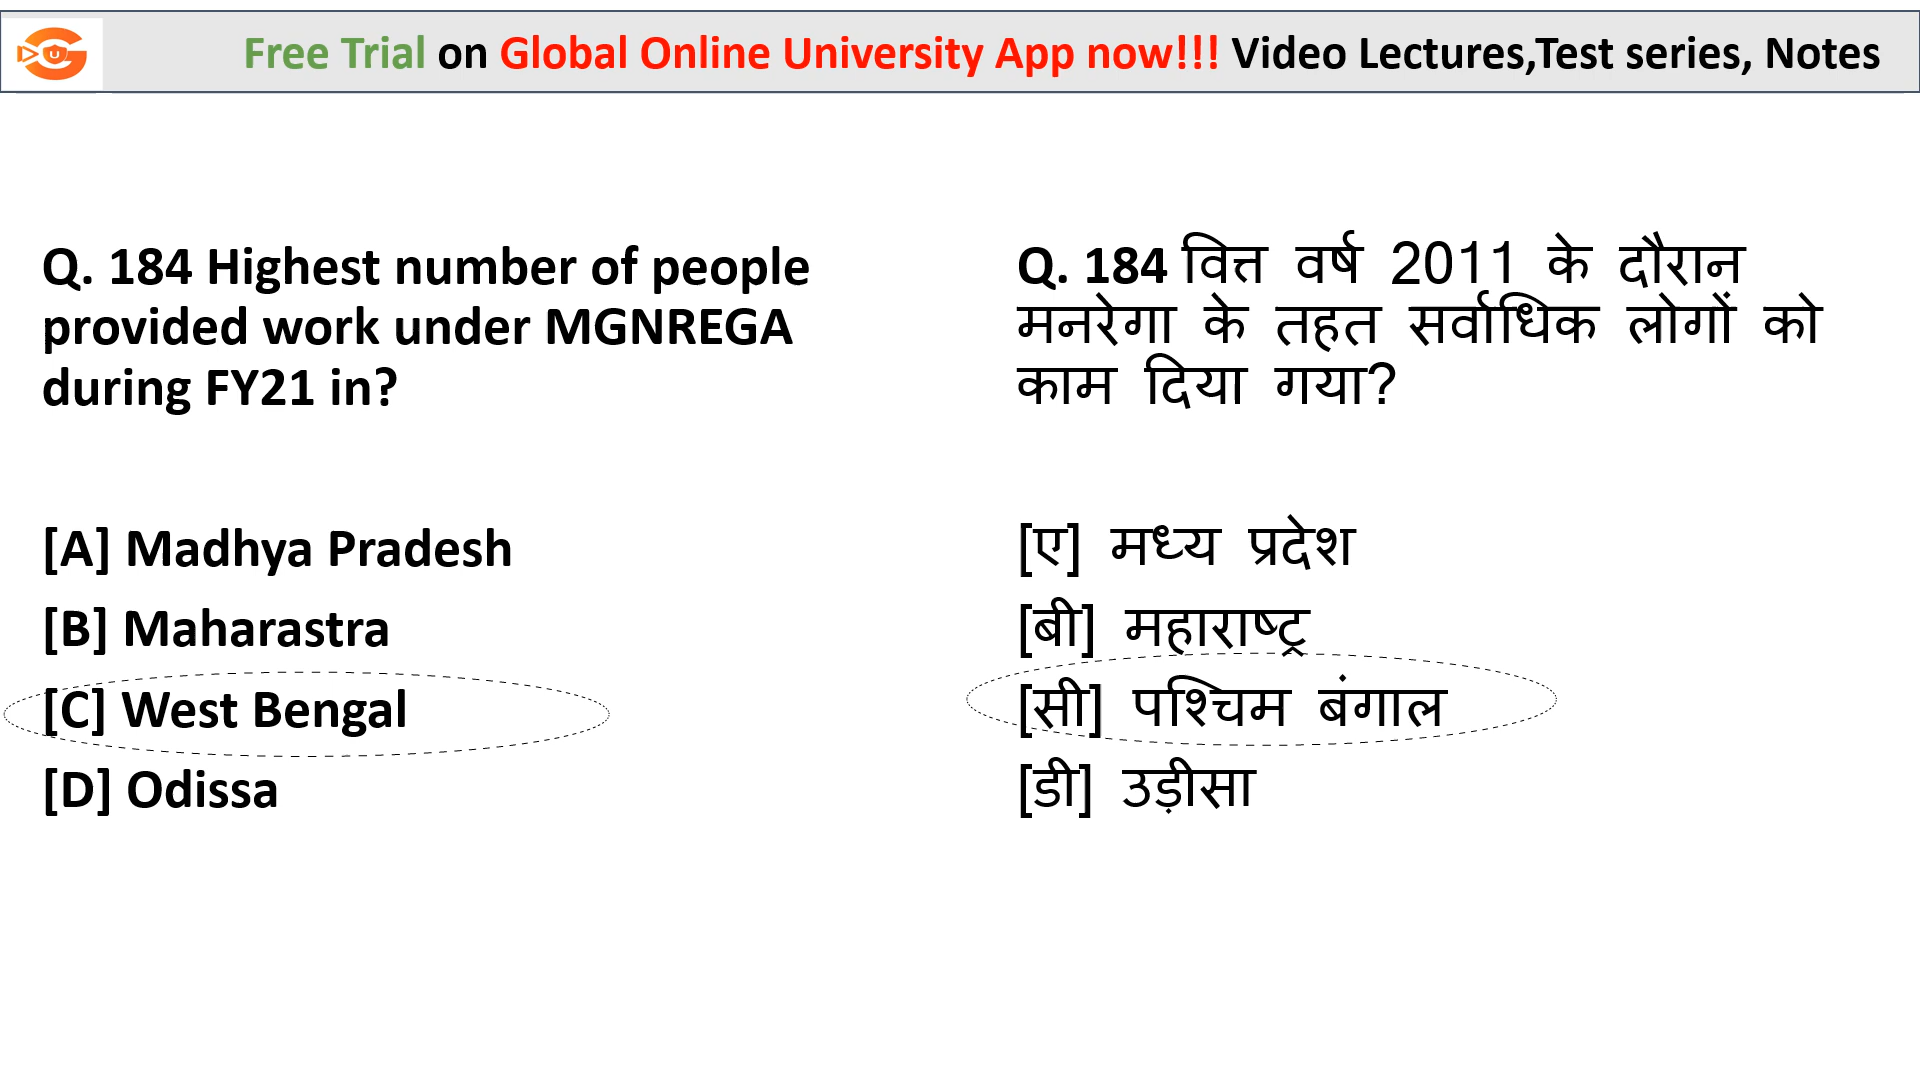 Free Trial on Global Online University App now!!! Video Lectures,Test series, Notes
Q. 184 Highest number of people
provided work under MGNREGA
during FY21 in?
[A] Madhya Pradesh
[B] Maharastra
[C] West Bengal
[D] Odissa
Q. 184 वित्त वर्ष 2011 के दौरान
मनरेगा के तहत सर्वाधिक लोगों को
काम दिया गया?
[ए] मध्य प्रदेश
[बी] महाराष्ट्र
[सी] पश्चिम बंगाल
[डी] उड़ीसा